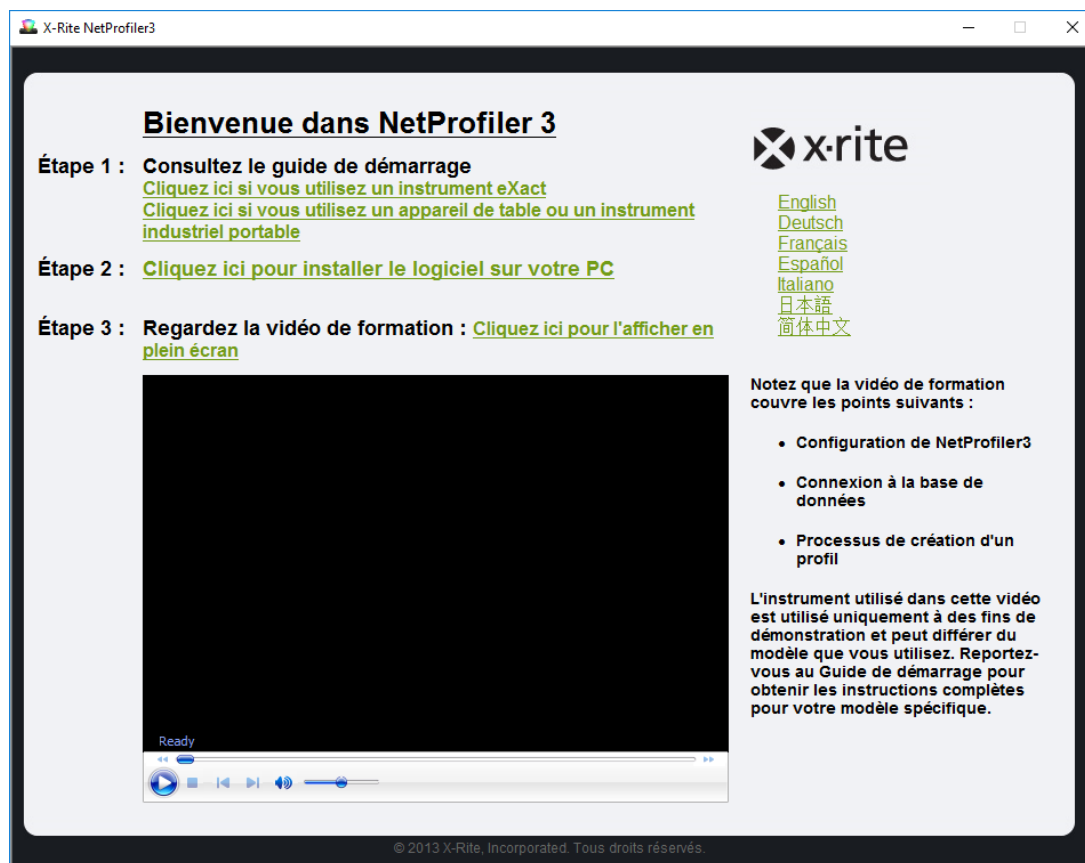 X-Rite NetProfiler3
Bienvenue dans NetProfiler 3
Étape 1 : Consultez le guide de démarrage
Cliquez ici si vous utilisez un instrument eXact
Cliquez ici si vous utilisez un appareil de table ou un instrument
industriel portable
Étape 2 : Cliquez ici pour installer le logiciel sur votre PC
Étape 3 : Regardez la vidéo de formation : Cliquez ici pour l'afficher en
plein écran
Ready
x·rite
English
Deutsch
Français
Español
Italiano
日本語
简体中文
Notez que la vidéo de formation
couvre les points suivants :
• Configuration de NetProfiler3
• Connexion à la base de
données
• Processus de création d'un
profil
L'instrument utilisé dans cette vidéo
est utilisé uniquement à des fins de
démonstration et peut différer du
modèle que vous utilisez. Reportez-
vous au Guide de démarrage pour
obtenir les instructions complètes
pour votre modèle spécifique.
© 2013 X-Rite, Incorporated. Tous droits réservés.